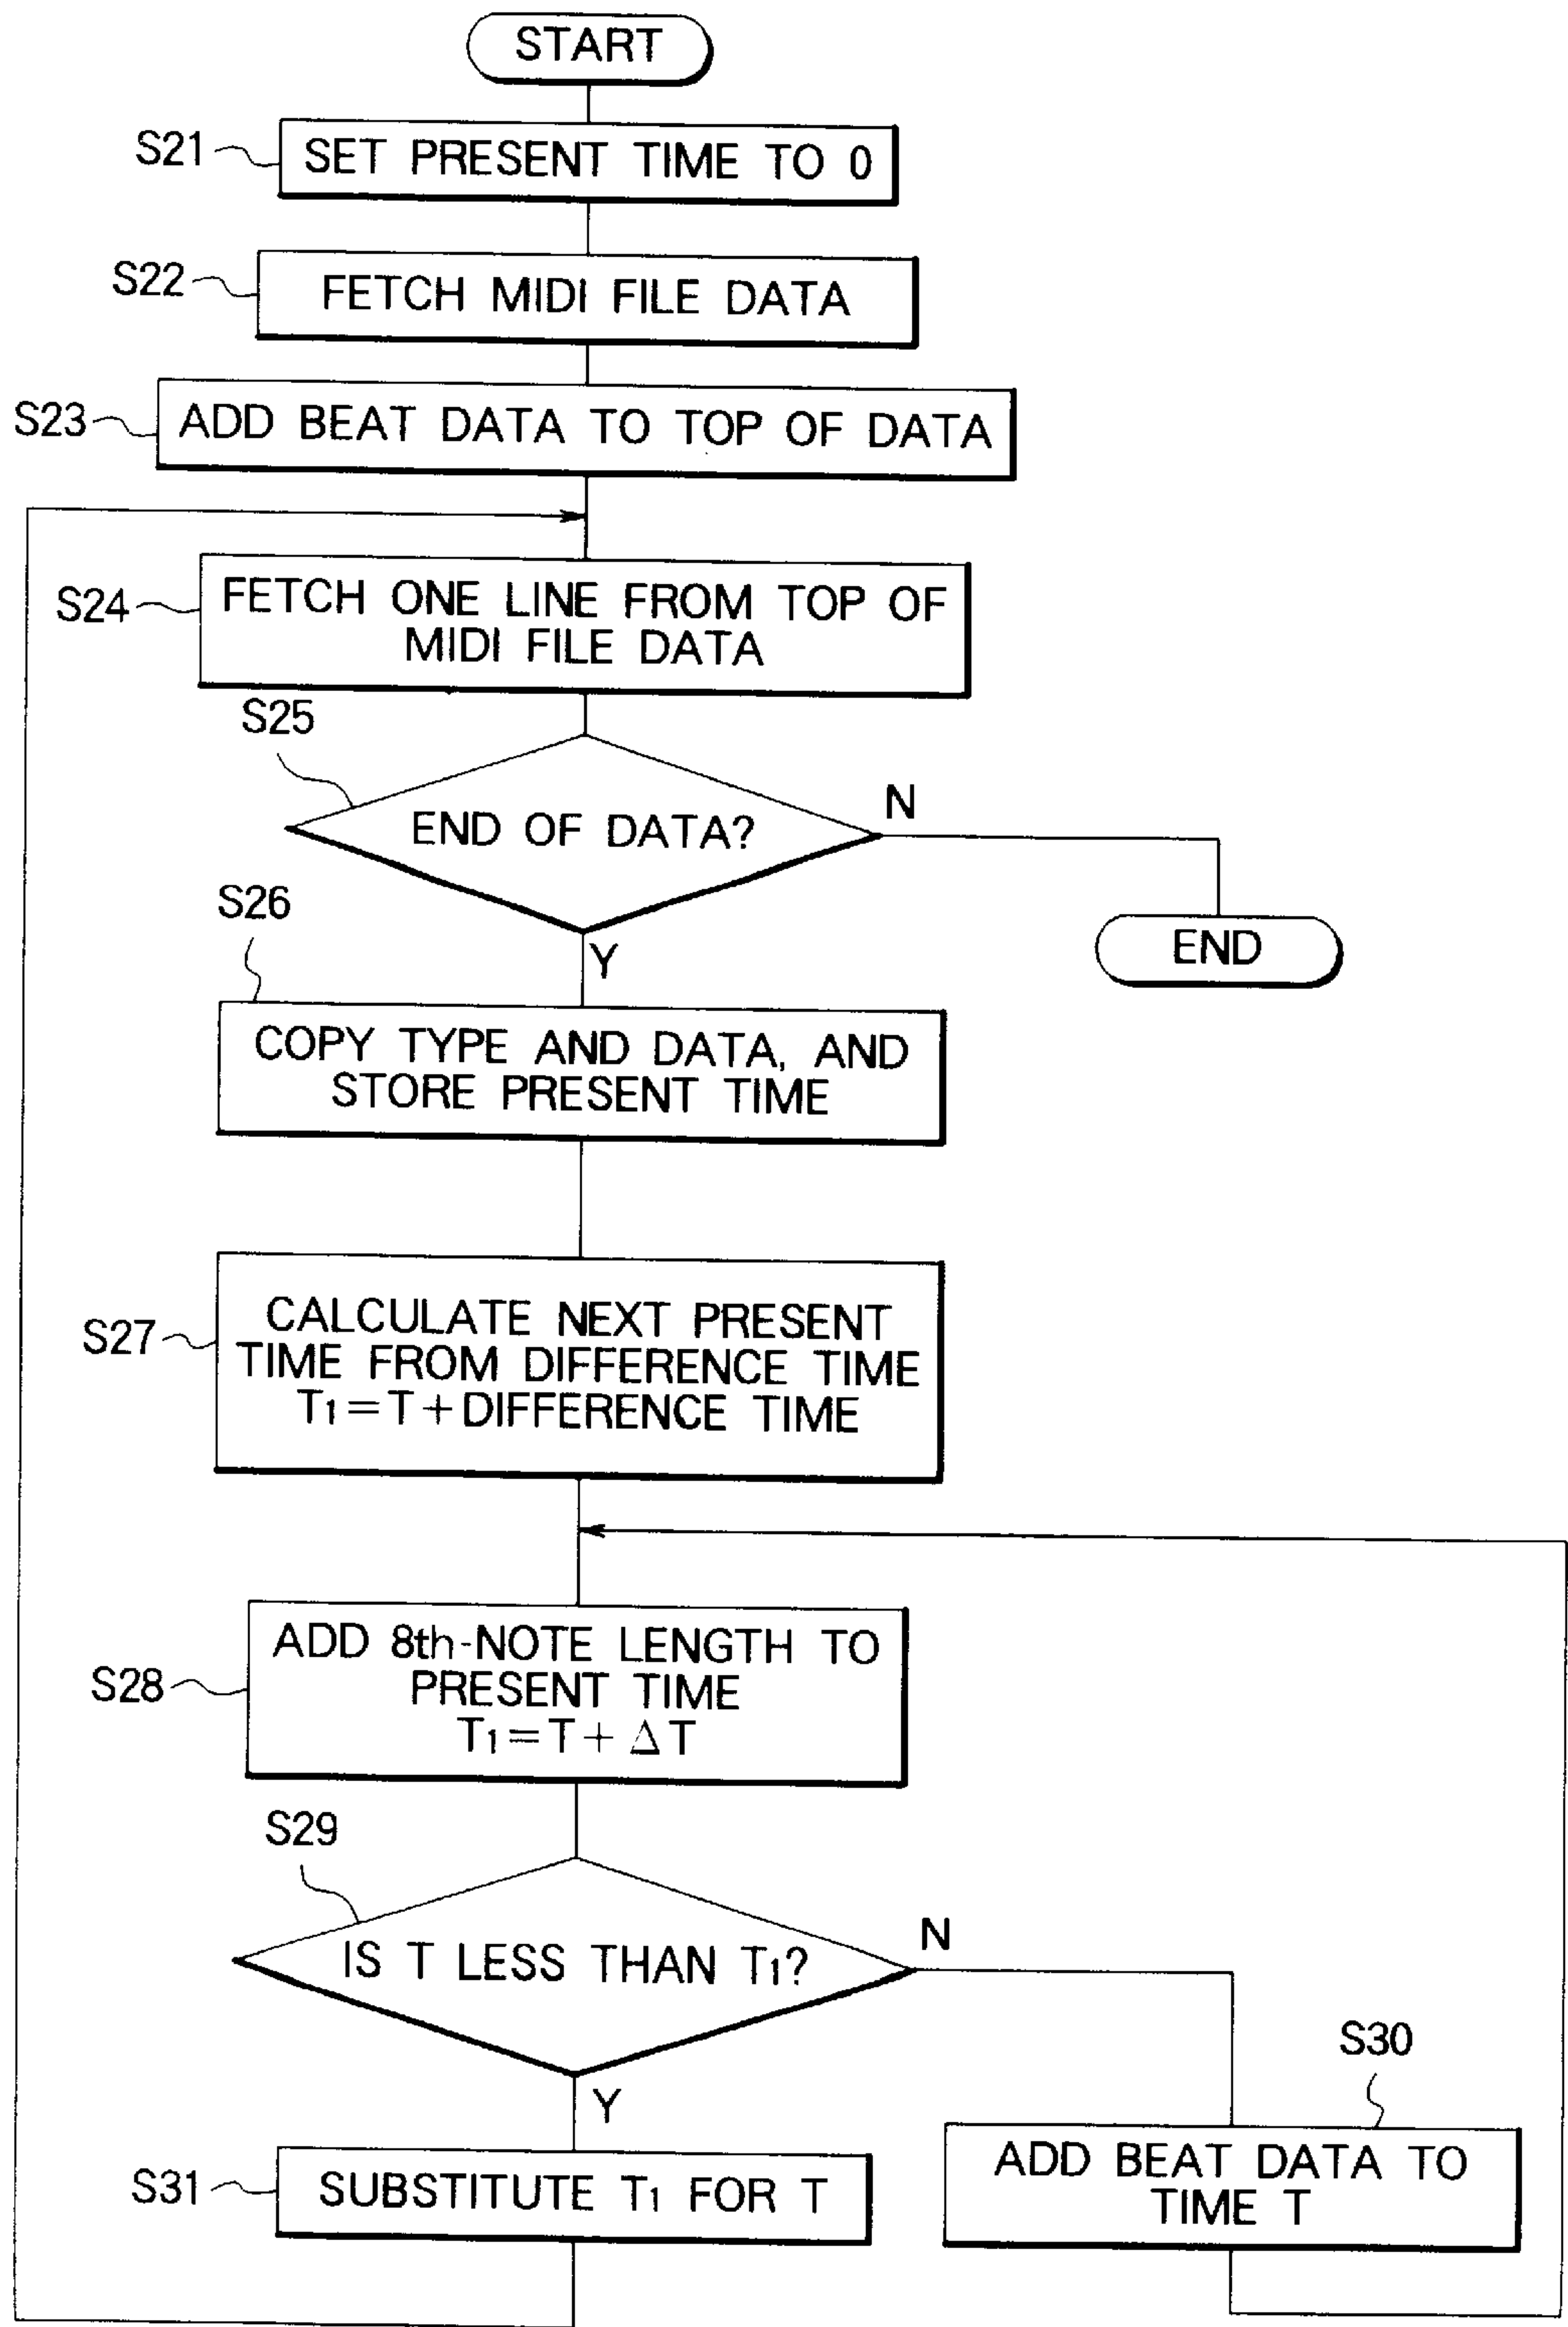 START
S21
SET PRESENT TIME TO 0
S22
FETCH MIDI FILE DATA
S23
ADD BEAT DATA TO TOP OF DATA
S24
FETCH ONE LINE FROM TOP OF
MIDI FILE DATA
S25
END OF DATA?
N
END
Y
S26
COPY TYPE AND DATA, AND
STORE PRESENT TIME
S27
CALCULATE NEXT PRESENT
TIME FROM DIFFERENCE TIME
T1=T+DIFFERENCE TIME
S28
ADD 8th-NOTE LENGTH TO
PRESENT TIME
T1=T+ΔT
S29
IS T LESS THAN T1?
N
Y
S30
ADD BEAT DATA TO
TIME T
S31
SUBSTITUTE T1 FOR T